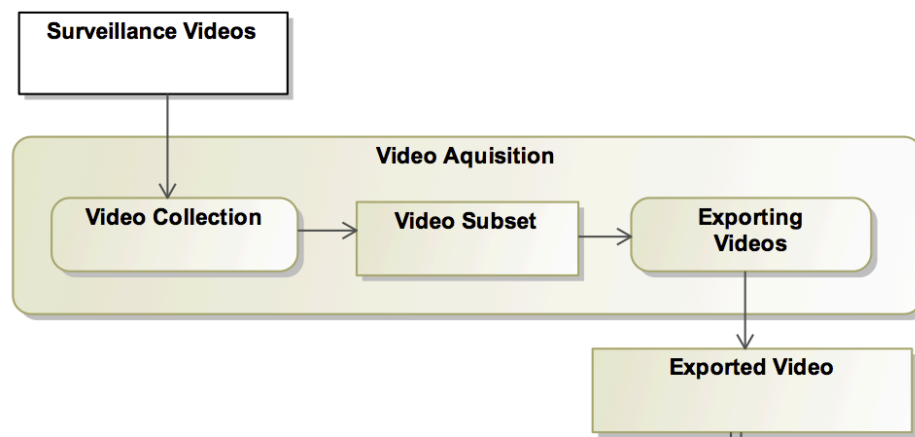 Surveillance Videos
Video Aquisition
Video Collection
Video Subset
Exporting
Videos
Exported Video